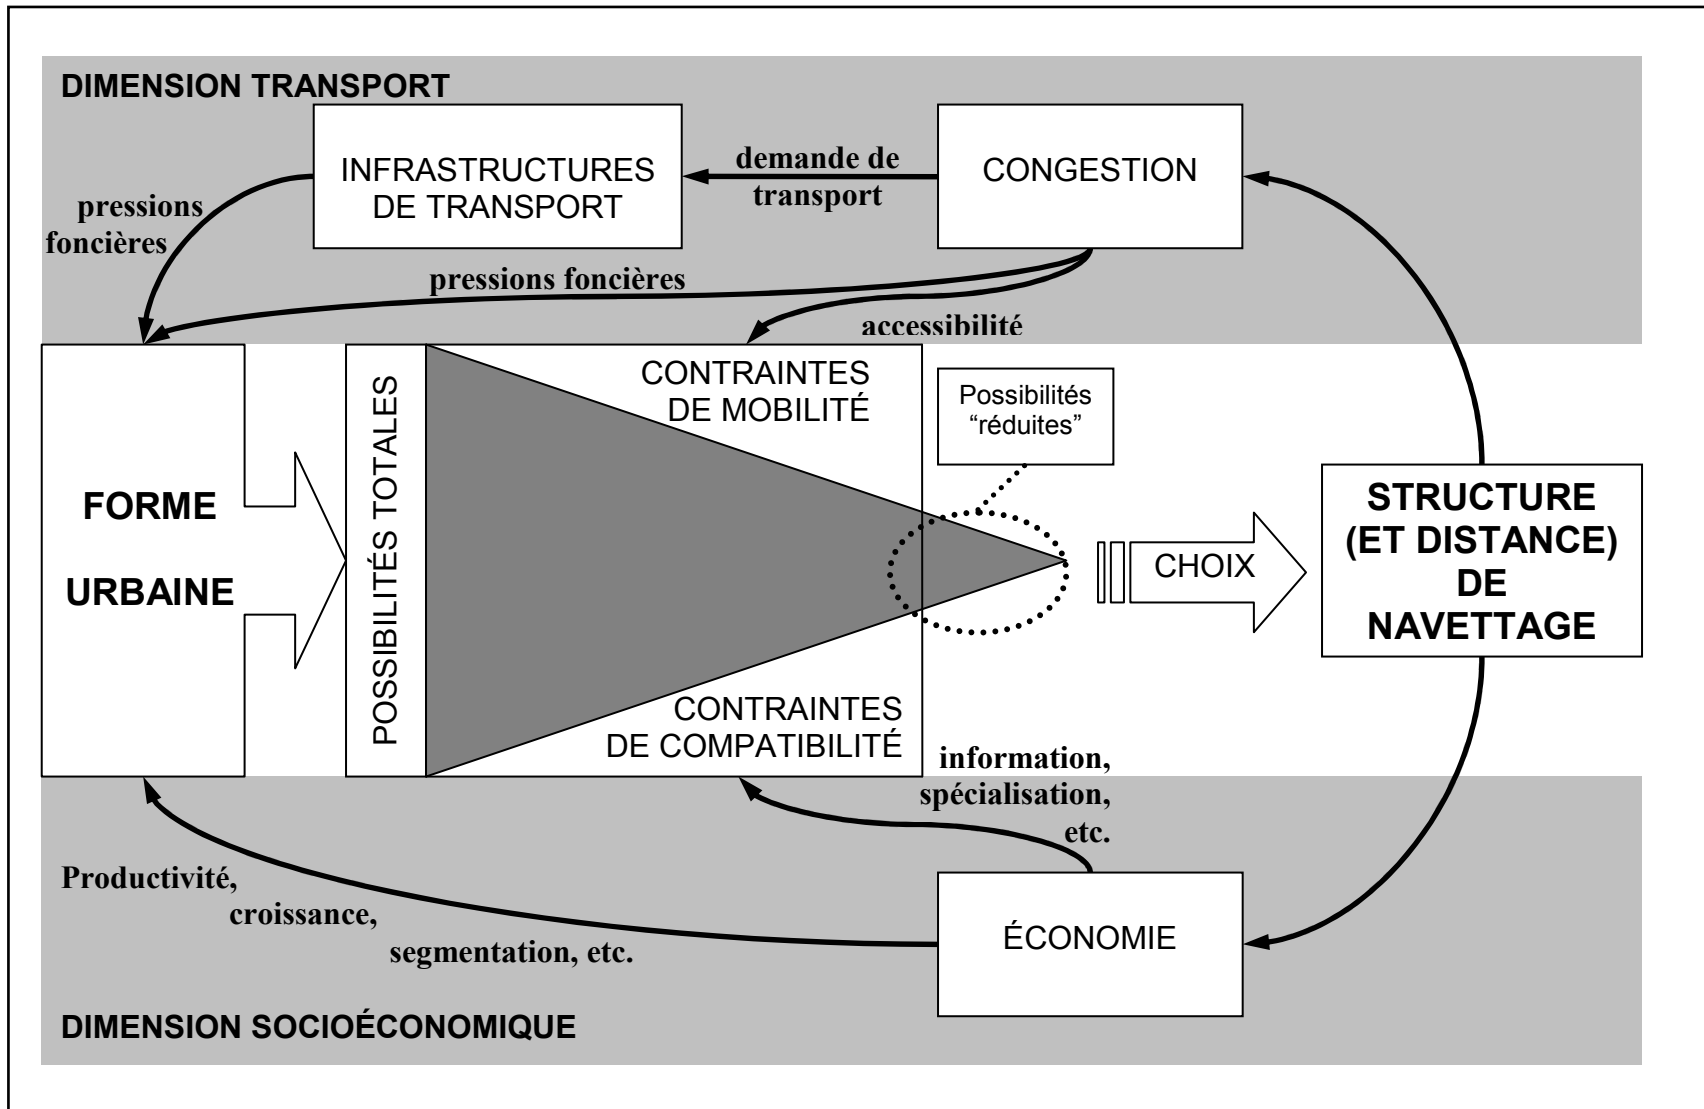 DIMENSION TRANSPORT
INFRASTRUCTURES
DE TRANSPORT
demande de
transport
CONGESTION
pressions
foncières
pressions foncières
accessibilité
FORME
URBAINE
POSSIBILITÉS TOTALES
CONTRAINTES
DE MOBILITÉ
Possibilités
“réduites”
CHOIX
STRUCTURE
(ET DISTANCE)
DE
NAVETTAGE
CONTRAINTES
DE COMPATIBILITÉ
information,
spécialisation,
etc.
Productivité,
croissance,
segmentation, etc.
ÉCONOMIE
DIMENSION SOCIOÉCONOMIQUE